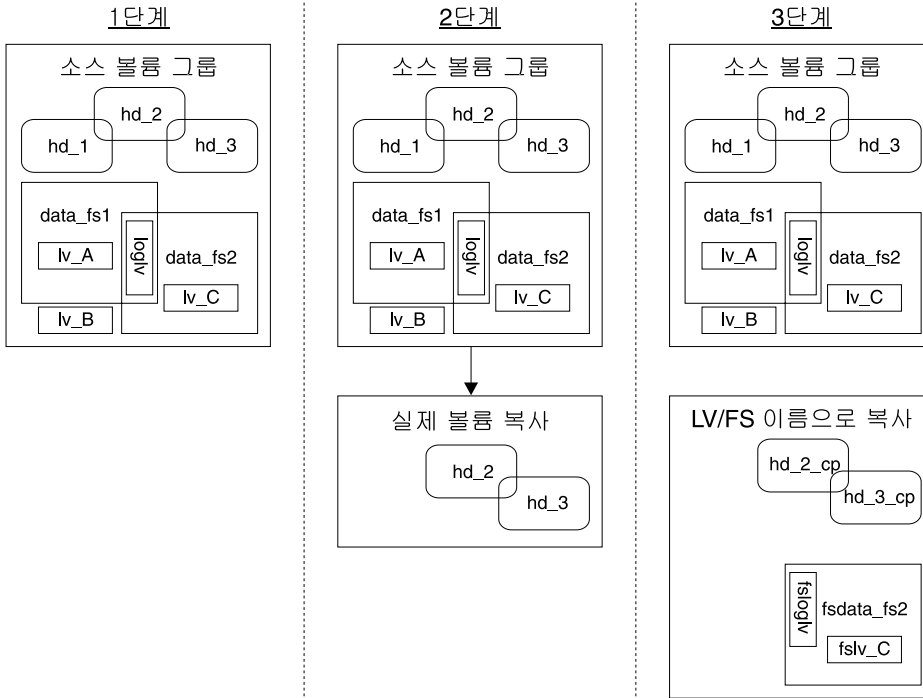 1단계
소스 볼륨 그룹
hd_2
hd_1
hd_3
data_fs1
lv_A
loglv
data_fs2
lv_C
lv_B
2단계
소스 볼륨 그룹
hd_2
hd_1
hd_3
data_fs1
lv_A
loglv
data_fs2
lv_C
lv_B
실제 볼륨 복사
hd_2
hd_3
3단계
소스 볼륨 그룹
hd_2
hd_1
hd_3
data_fs1
lv_A
loglv
data_fs2
lv_C
lv_B
LV/FS 이름으로 복사
hd_2_cp
hd_3_cp
fsloglv
fsdata_fs2
fslv_C